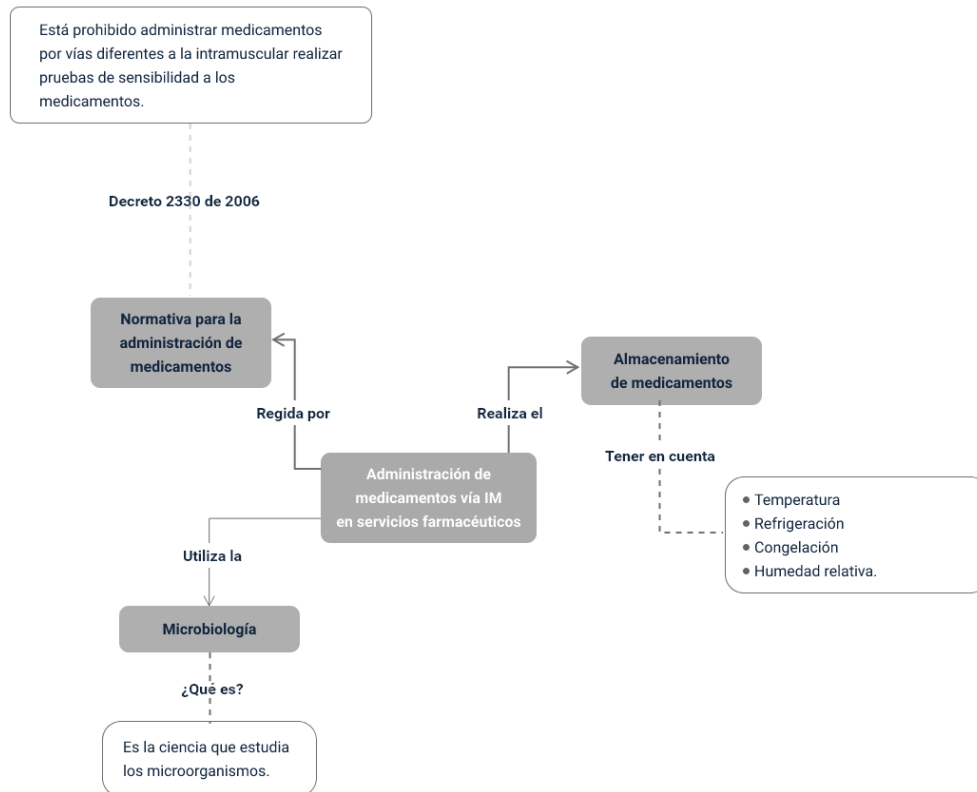 Está prohibido administrar medicamentos
por vías diferentes a la intramuscular realizar
pruebas de sensibilidad a los
medicamentos.
Decreto 2330 de 2006
Normativa para la
administración de
medicamentos
Almacenamiento
de medicamentos
Regida por
Realiza el
Tener en cuenta
Administración de
medicamentos vía IM
en servicios farmacéuticos
• Temperatura
• Refrigeración
• Congelación
• Humedad relativa.
Utiliza la
Microbiología
¿Qué es?
Es la ciencia que estudia
los microorganismos.